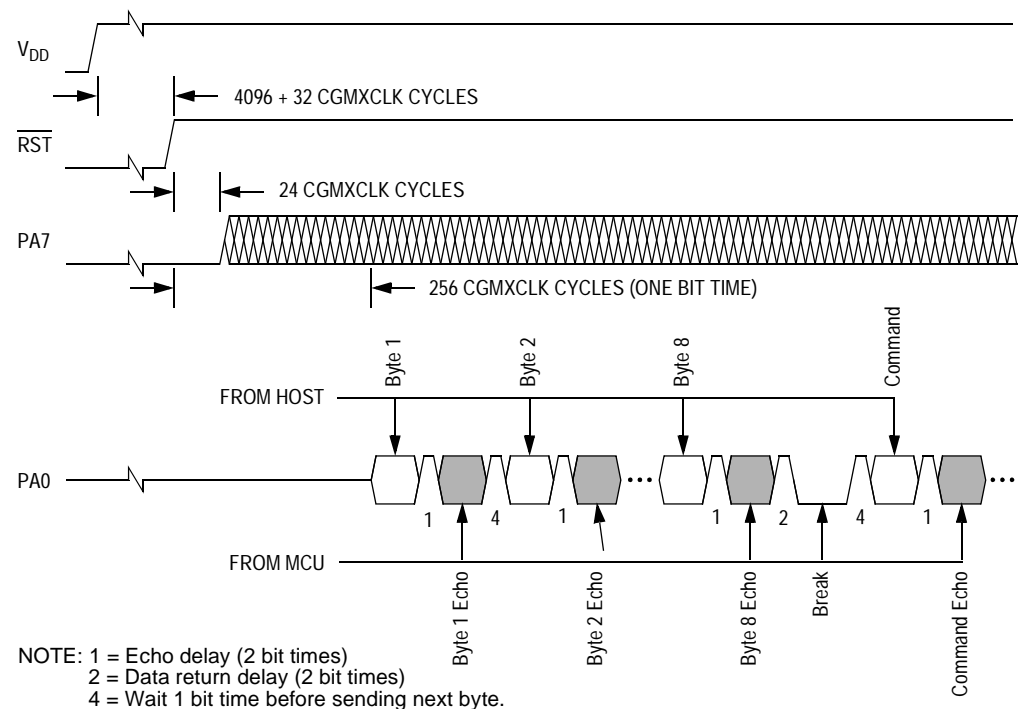 VDD
4096 + 32 CGMXCLK CYCLES
RST
24 CGMXCLK CYCLES
PA7
256 CGMXCLK CYCLES (ONE BIT TIME)
Byte 1
Byte 2
Byte 8
Command
FROM HOST
PA0
1
4
1
1
2
4
1
FROM MCU
Byte 1 Echo
Byte 2 Echo
Byte 8 Echo
Break
Command Echo
NOTE: 1 = Echo delay (2 bit times)
2 = Data return delay (2 bit times)
4 = Wait 1 bit time before sending next byte.